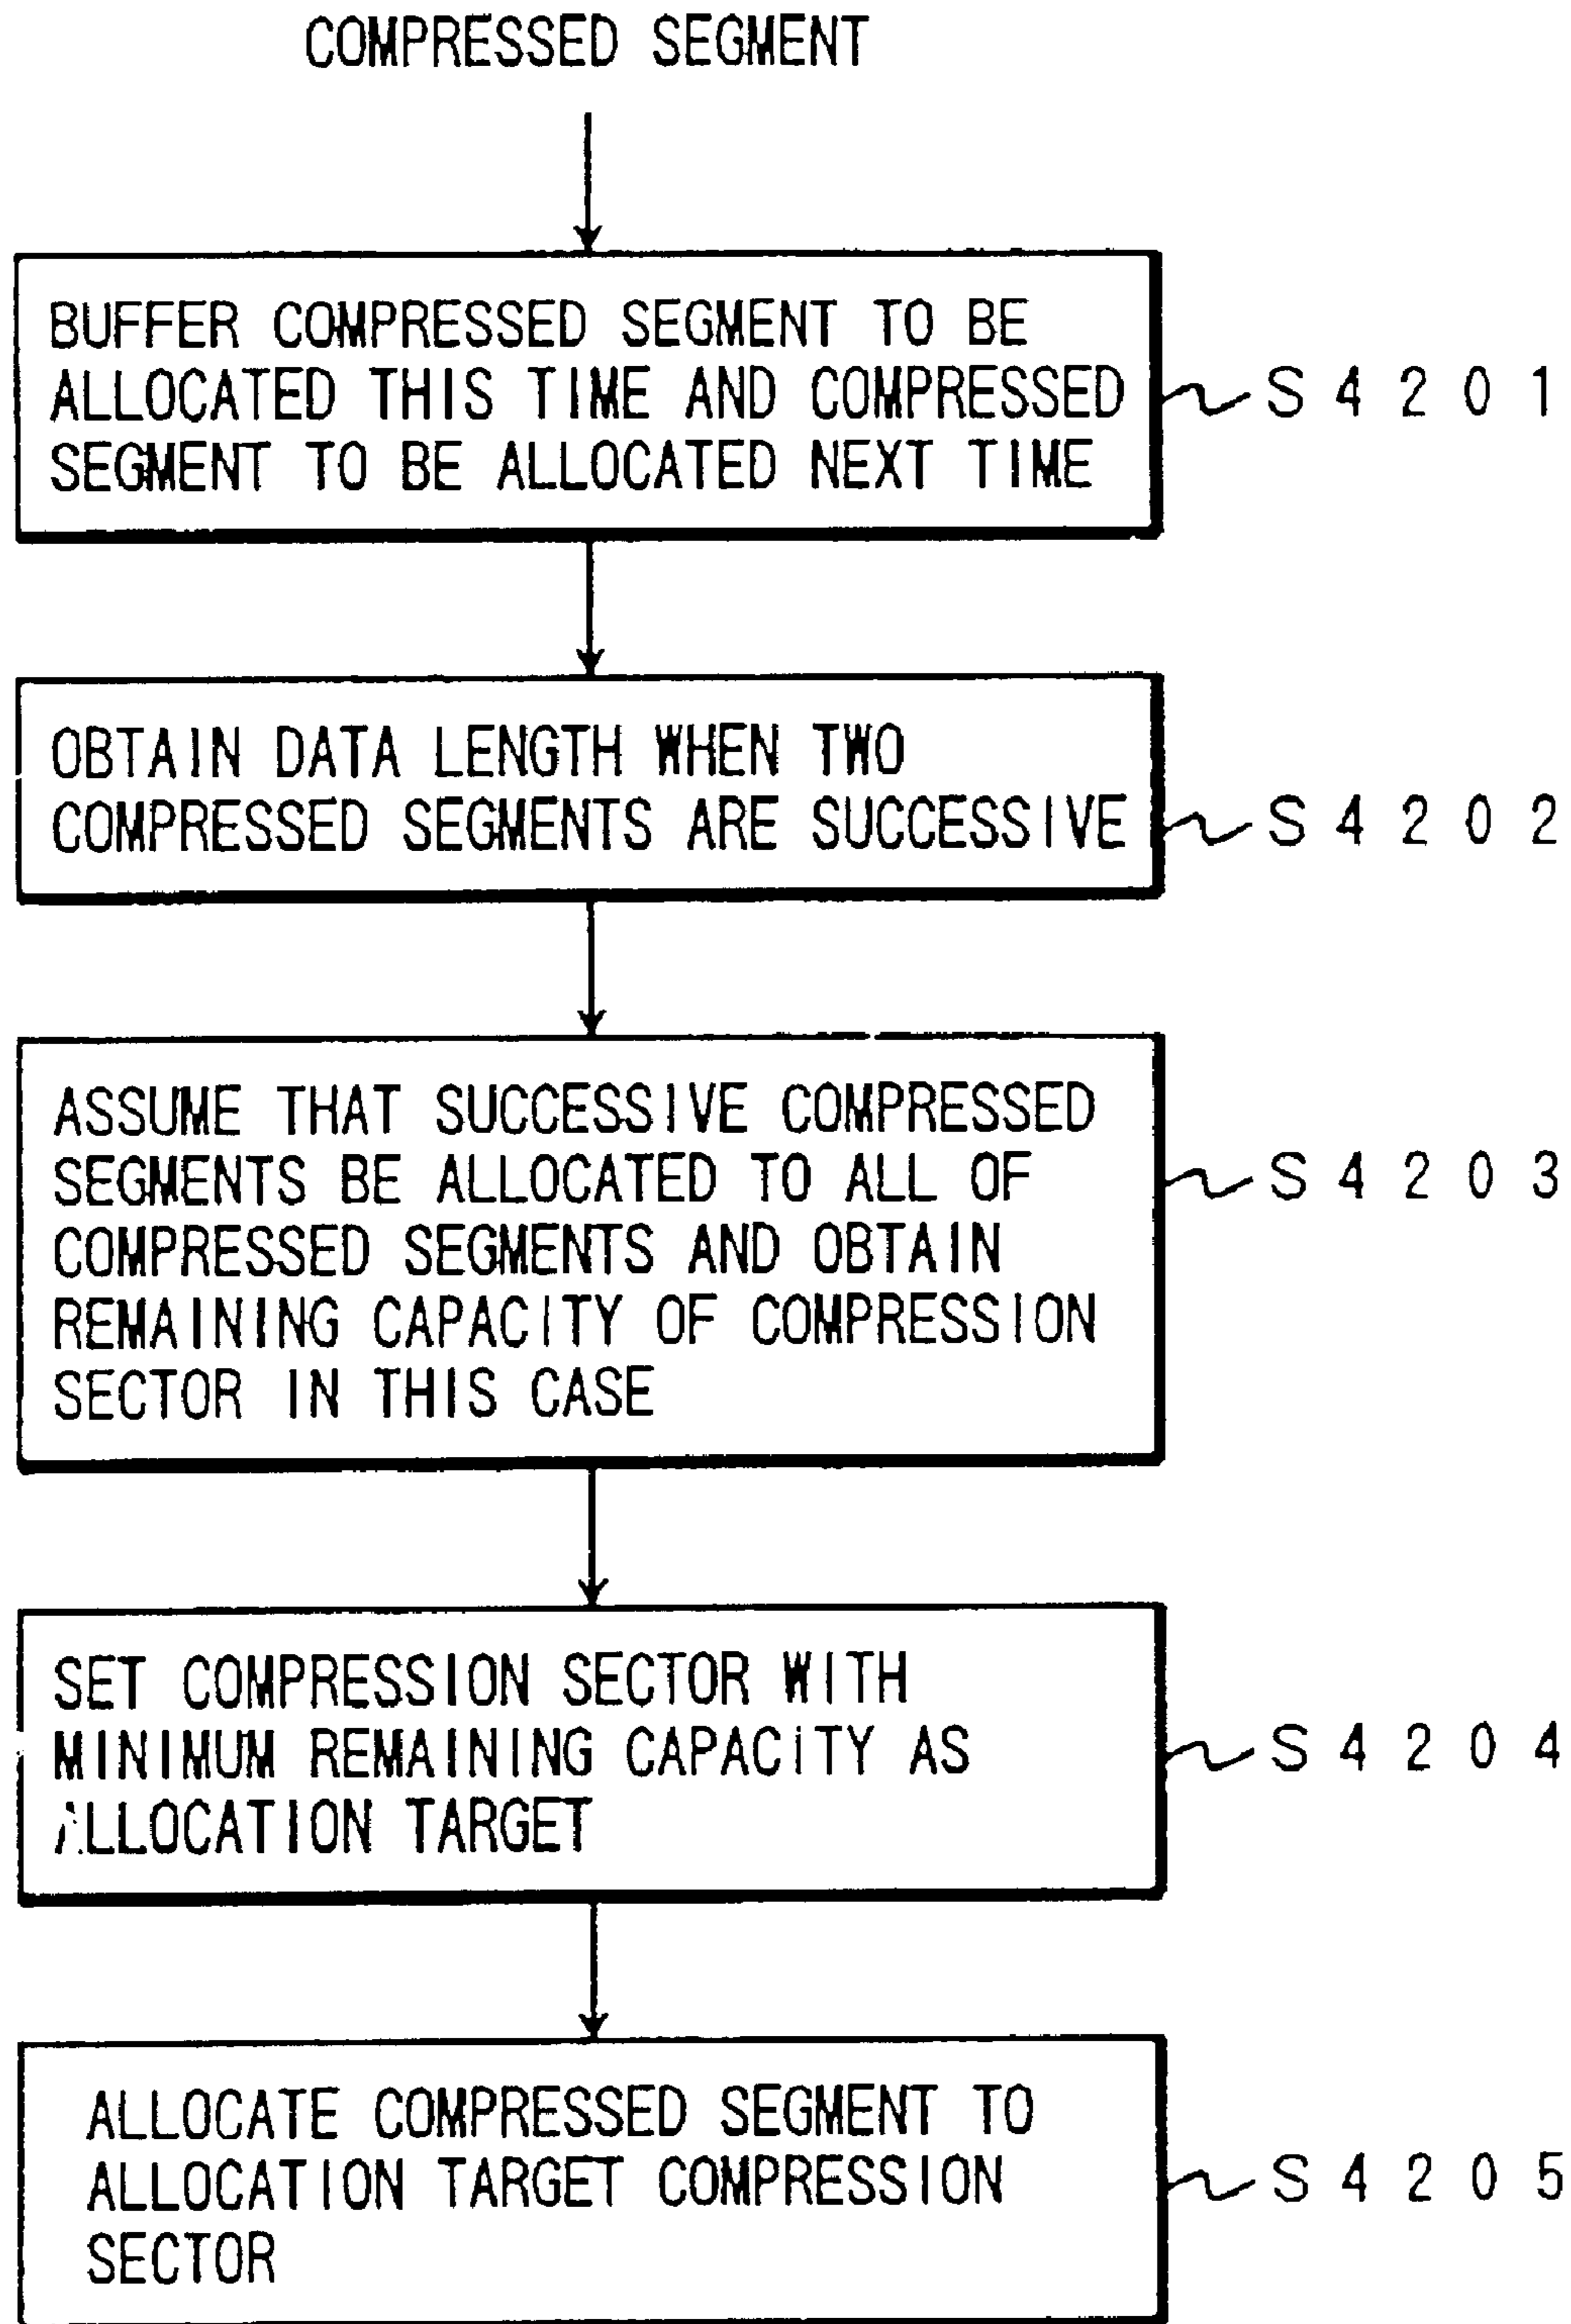 COMPRESSED SEGMENT
BUFFER COMPRESSED SEGMENT TO BE
ALLOCATED THIS TIME AND COMPRESSED
SEGMENT TO BE ALLOCATED NEXT TIME
S4201
OBTAIN DATA LENGTH WHEN TWO
COMPRESSED SEGMENTS ARE SUCCESSIVE
S4202
ASSUME THAT SUCCESSIVE COMPRESSED
SEGMENTS BE ALLOCATED TO ALL OF
COMPRESSED SEGMENTS AND OBTAIN
REMAINING CAPACITY OF COMPRESSION
SECTOR IN THIS CASE
S4203
SET COMPRESSION SECTOR WITH
MINIMUM REMAINING CAPACITY AS
ALLOCATION TARGET
S4204
ALLOCATE COMPRESSED SEGMENT TO
ALLOCATION TARGET COMPRESSION
SECTOR
S4205